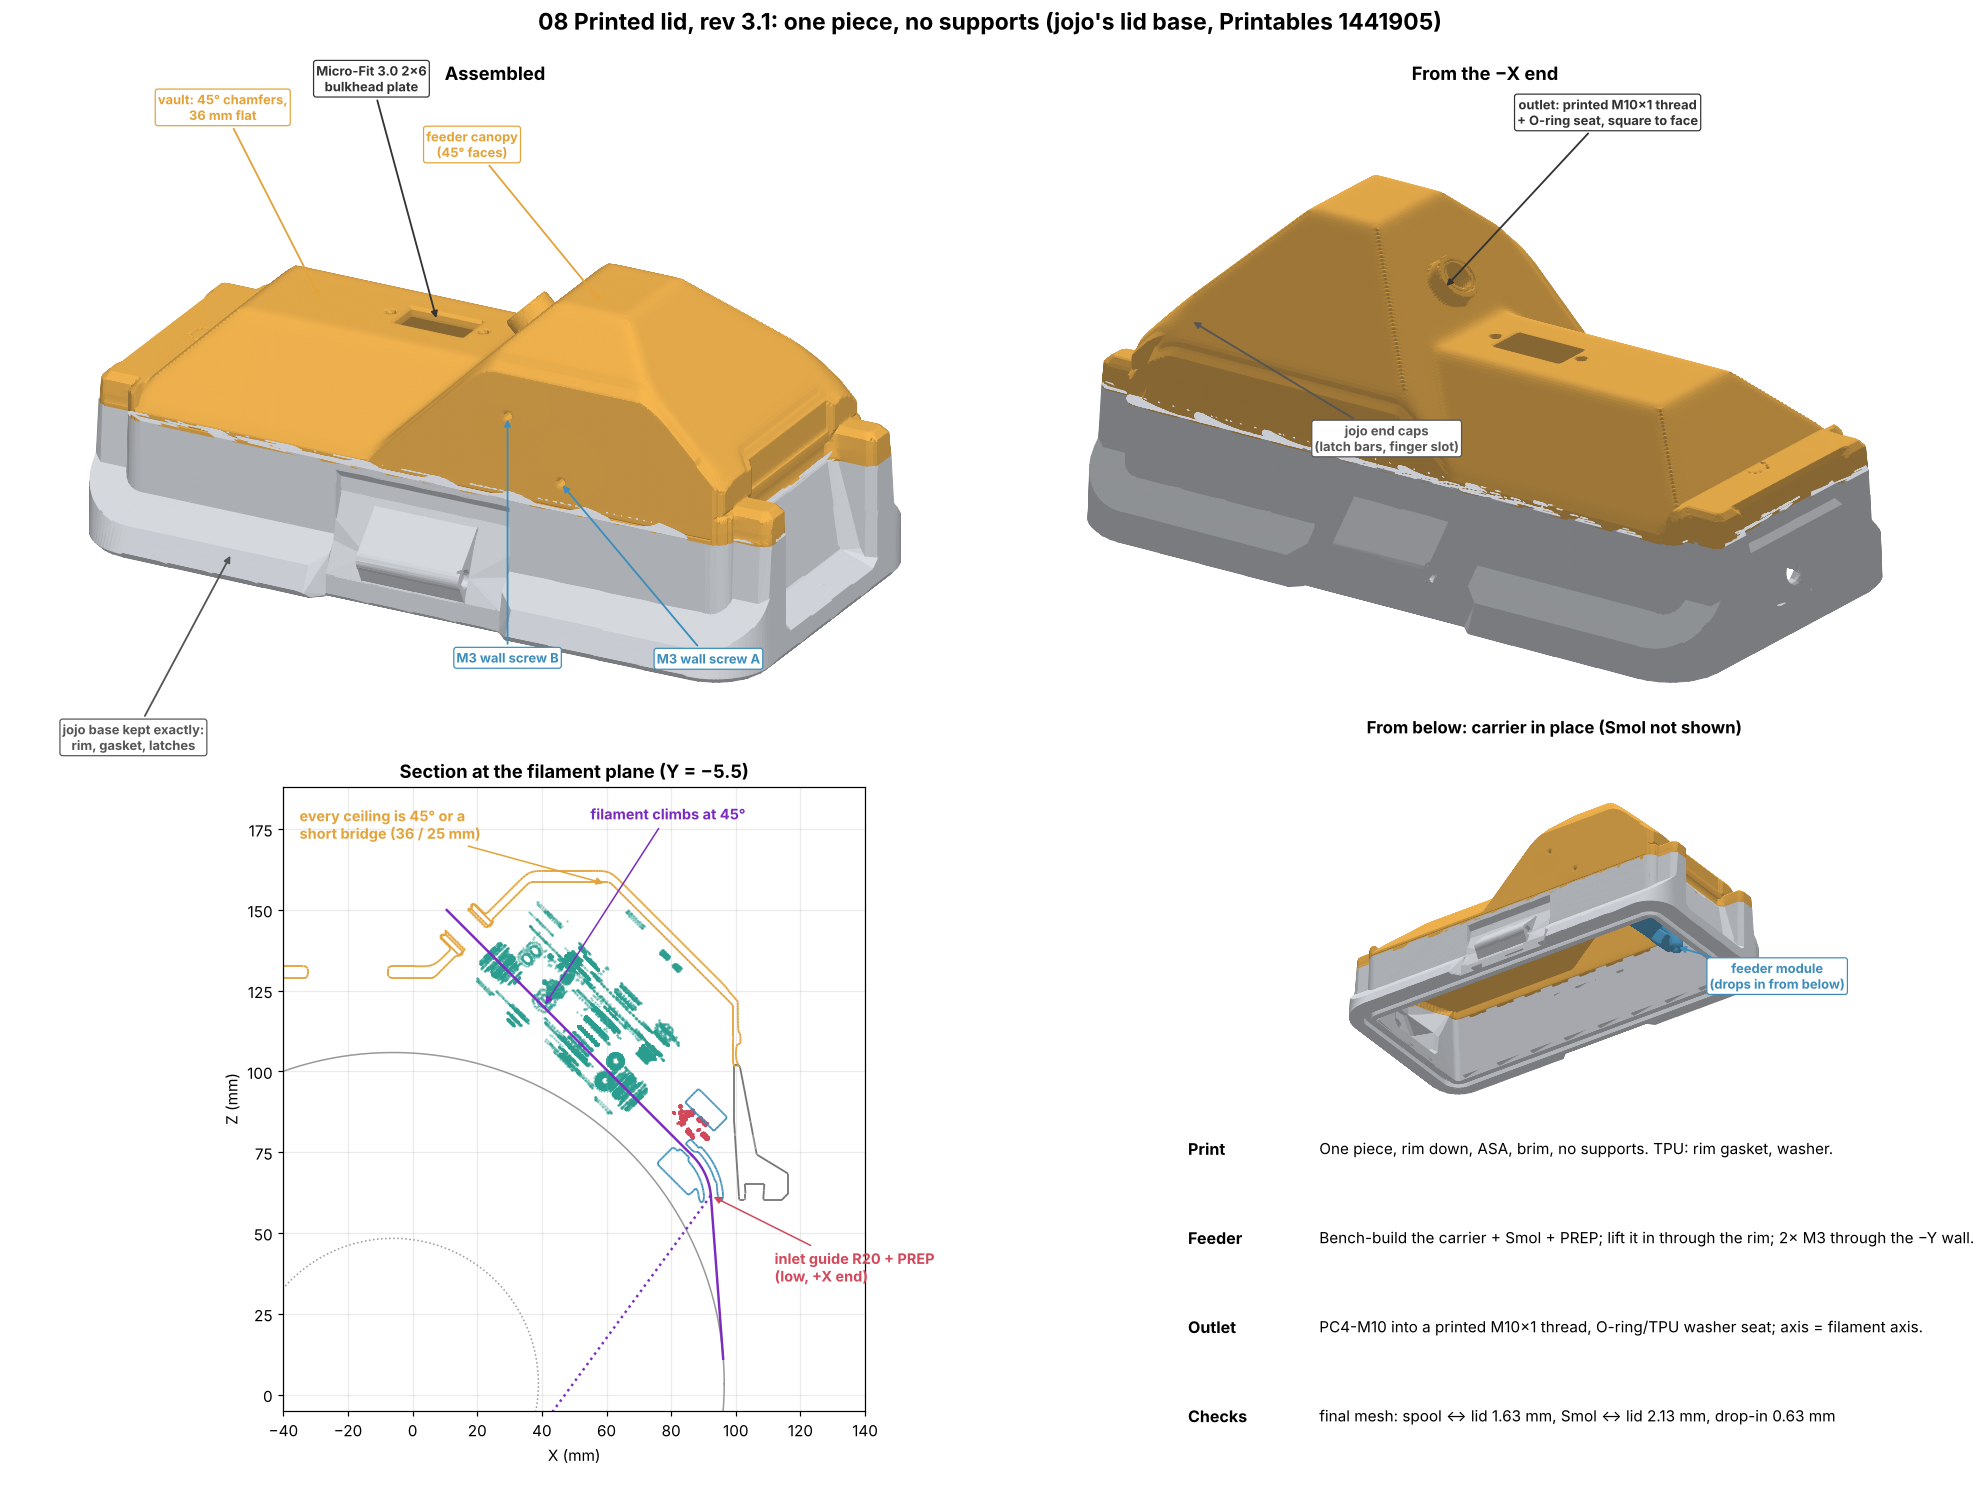 08 Printed lid, rev 3.1: one piece, no supports (jojo's lid base, Printables 1441905)
Assembled
Micro-Fit 3.0 2×6
bulkhead plate
vault: 45° chamfers,
36 mm flat
feeder canopy
(45° faces)
M3 wall screw B
M3 wall screw A
jojo base kept exactly:
rim, gasket, latches
From the −X end
outlet: printed M10×1 thread
+ O-ring seat, square to face
jojo end caps
(latch bars, finger slot)
Section at the filament plane (Y = −5.5)
every ceiling is 45° or a
short bridge (36 / 25 mm)
filament climbs at 45°
inlet guide R20 + PREP
(low, +X end)
Z (mm)
175
150
125
100
75
50
25
0
−40
−20
0
20
40
60
80
100
120
140
X (mm)
From below: carrier in place (Smol not shown)
feeder module
(drops in from below)
Print One piece, rim down, ASA, brim, no supports. TPU: rim gasket, washer.
Feeder Bench-build the carrier + Smol + PREP; lift it in through the rim; 2× M3 through the −Y wall.
Outlet PC4-M10 into a printed M10×1 thread, O-ring/TPU washer seat; axis = filament axis.
Checks final mesh: spool ↔ lid 1.63 mm, Smol ↔ lid 2.13 mm, drop-in 0.63 mm